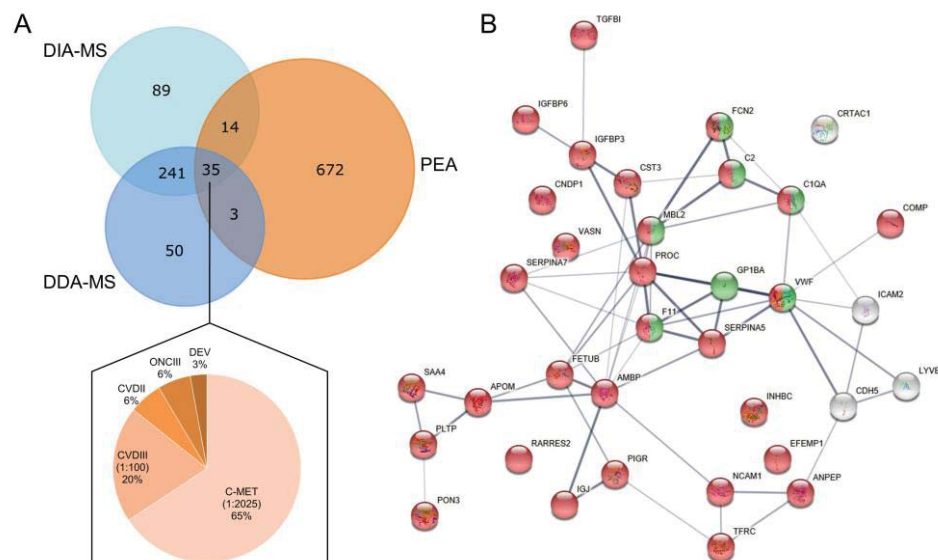 A
DIA-MS
89
14
PEA
672
241
35
3
50
DDA-MS
DEV
3%
ONCIII
6%
CVDII
6%
CVDIII
(1:100)
20%
C-MET
(1:2025)
65%
B
TGFBI
IGFBP6
FCN2
CRTAC1
IGFBP3
C2
CST3
CNDP1
C1QA
MBL2
COMP
VASN
PROC
SERPINA7
GP1BA
VWF
ICAM2
F11
SERPINA5
FETUB
LYVE
SAA4
AMBP
APOM
CDH5
INHBC
PLTP
RARRES2
EFEMP1
PIGR
NCAM1
ANPEP
IGJ
PON3
TFRC